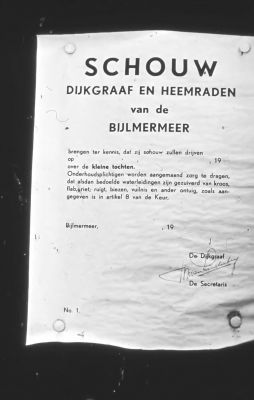 SCHOUW
DIJKGRAAF EN HEEMRADEN
van de
BIJLMERMEER
brengen ter kennis, dat zij schouw zullen drijven
op , 19
over de kleine tochten.
Onderhoudsplichtigen worden aangemaand zorg te dragen,
dat alsdan bedoelde waterleidingen zijn gezuiverd van kroos,
flab, riet, ruigt, biezen, vuilnis en ander ontuig, zoals aan-
gegeven is in artikel 8 van de Keur.
Bijlmermeer, , 19
De Dijkgraaf
De Secretaris
No. 1.